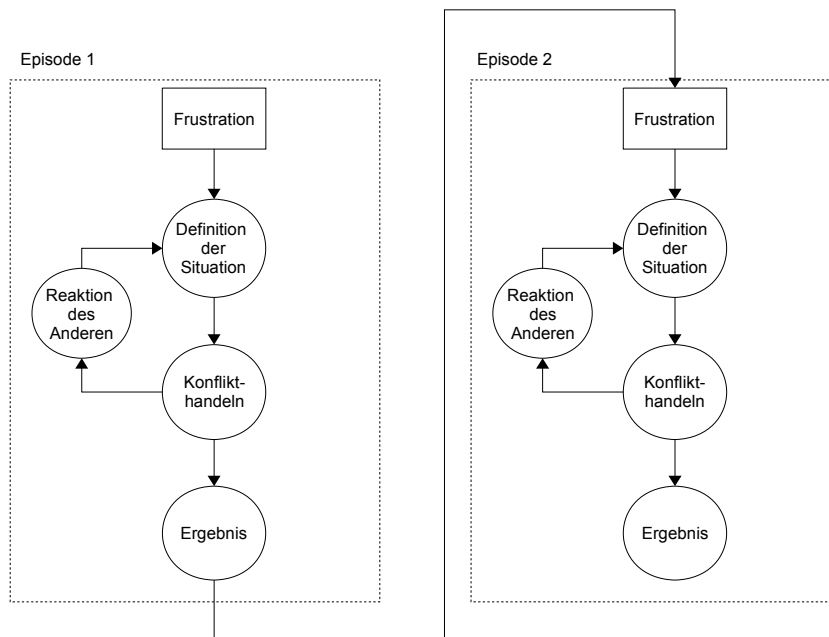 Episode 1
Frustration
Definition
der
Situation
Reaktion
des
Anderen
Konflikt-
handeln
Ergebnis
Episode 2
Frustration
Definition
der
Situation
Reaktion
des
Anderen
Konflikt-
handeln
Ergebnis